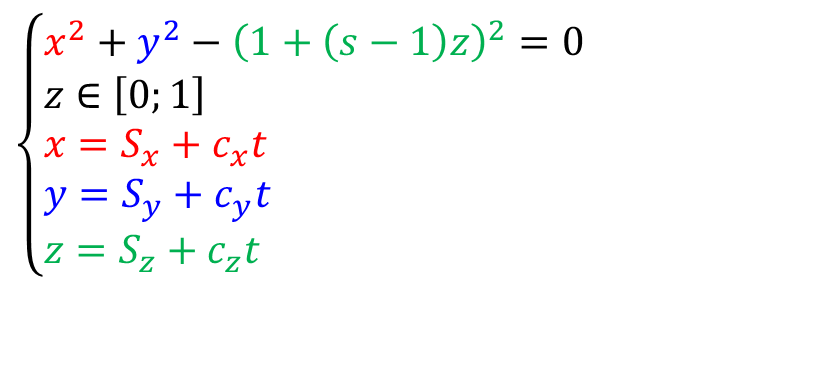 x² + y² − (1 + (s − 1)z)² = 0
z ∈ [0; 1]
x = Sₓ + cₓt
y = S_y + c_yt
z = S_z + c_zt